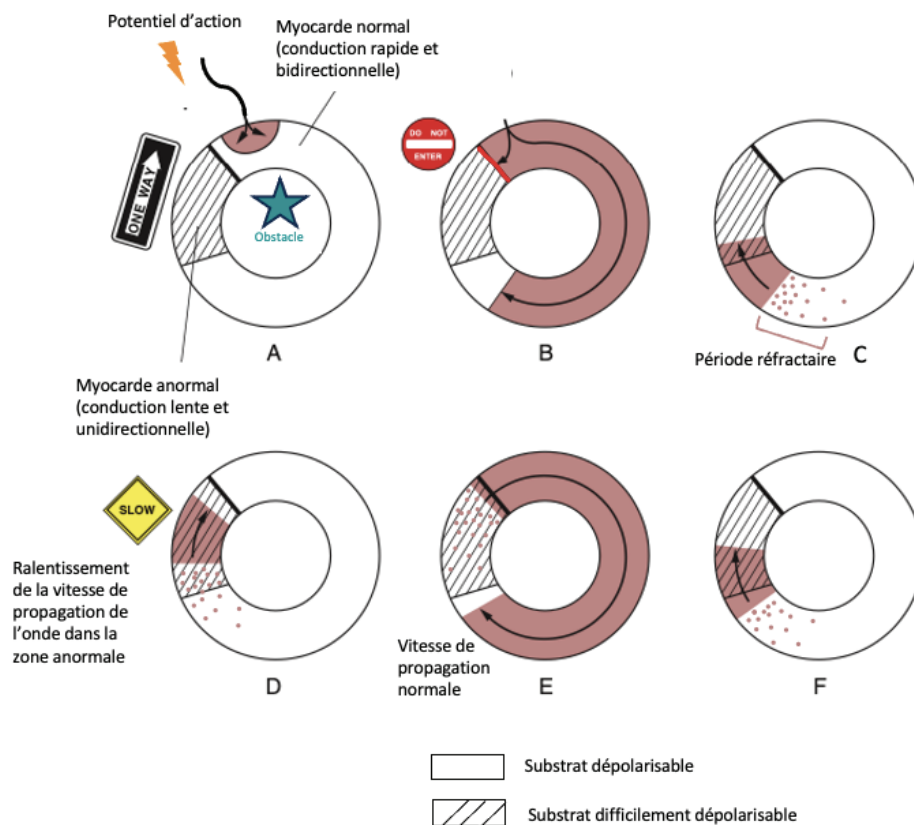 Potentiel d'action
Myocarde normal
(conduction rapide et
bidirectionnelle)
ONE WAY
Obstacle
DO NOT
ENTER
A
B
Période réfractaire
C
Myocarde anormal
(conduction lente et
unidirectionnelle)
SLOW
Ralentissement
de la vitesse de
propagation de
l'onde dans la
zone anormale
D
Vitesse de
propagation
normale
E
F
Substrat dépolarisable
Substrat difficilement dépolarisable